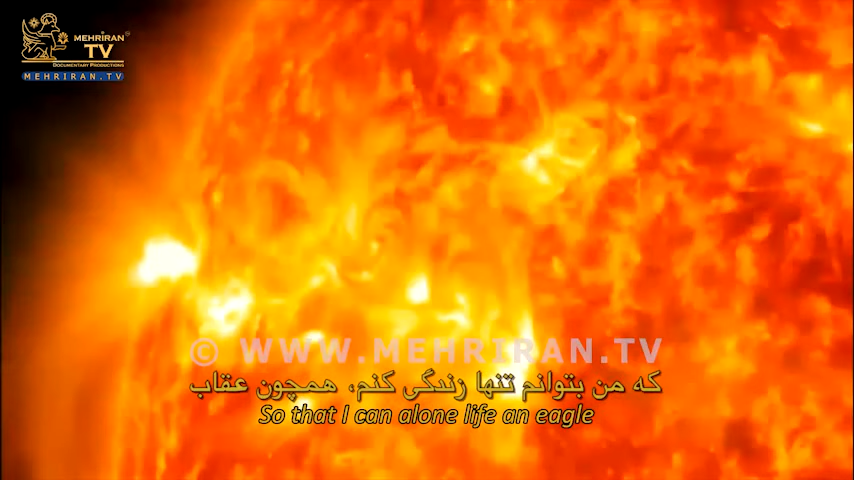 MEHRIRAN
TV
DOCUMENTARY PRODUCTIONS
MEHRIRAN.TV
© WWW.MEHRIRAN.TV
که من بتوانم تنها زندگی کنم، همچون عقاب
So that I can alone life an eagle